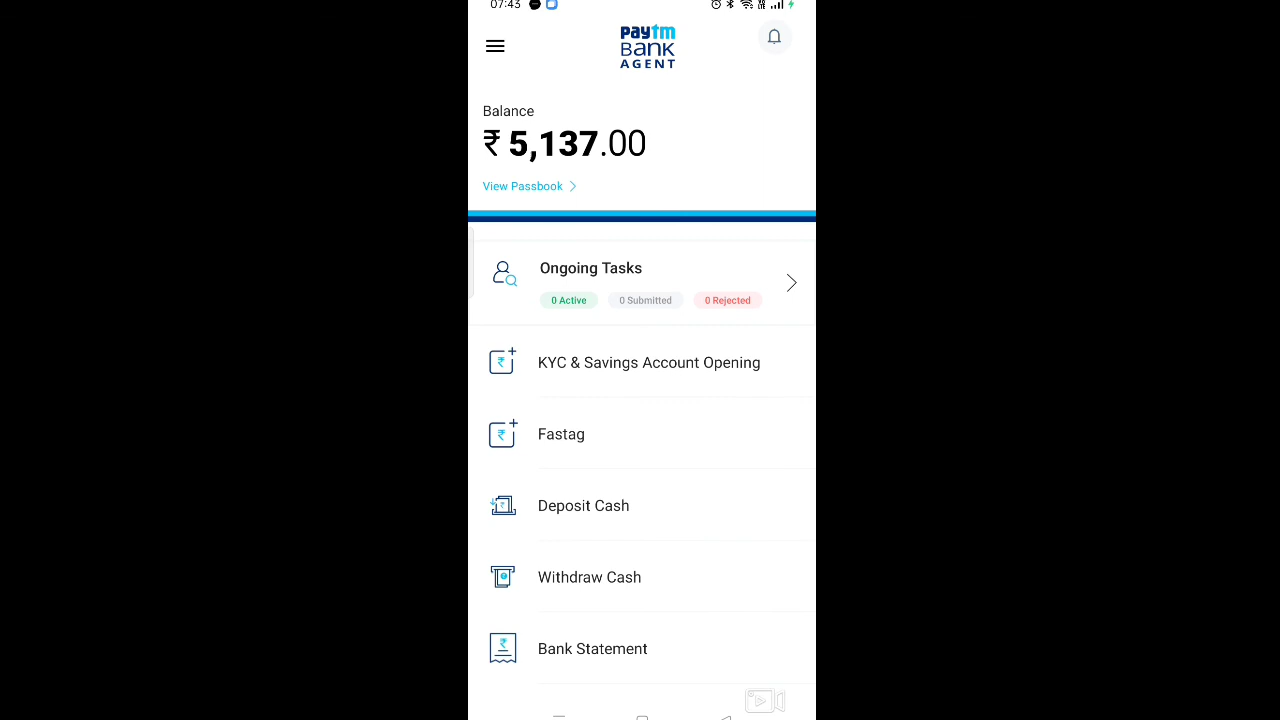 07:43
paytm
BANK
AGENT
Balance
₹ 5,137.00
View Passbook
Ongoing Tasks
0 Active 0 Submitted 0 Rejected
KYC & Savings Account Opening
Fastag
Deposit Cash
Withdraw Cash
Bank Statement